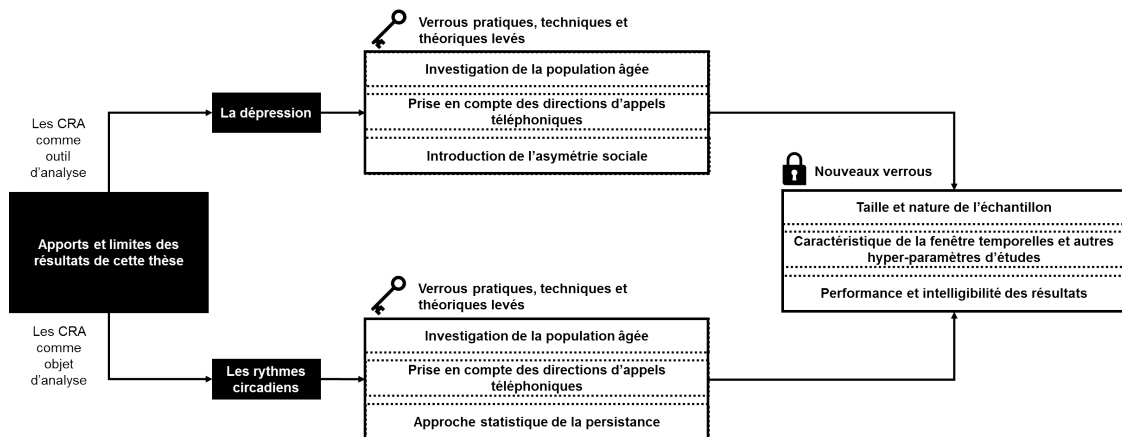 Verrous pratiques, techniques et
théoriques levés
Investigation de la population âgée
Prise en compte des directions d'appels
téléphoniques
Introduction de l'asymétrie sociale
La dépression
Les CRA
comme
outil
d'analyse
Apports et limites des
résultats de cette thèse
Les CRA
comme
objet
d'analyse
Les rythmes
circadiens
Verrous pratiques, techniques et
théoriques levés
Investigation de la population âgée
Prise en compte des directions d'appels
téléphoniques
Approche statistique de la persistance
Nouveaux verrous
Taille et nature de l'échantillon
Caractéristique de la fenêtre temporelles et autres
hyper-paramètres d'études
Performance et intelligibilité des résultats